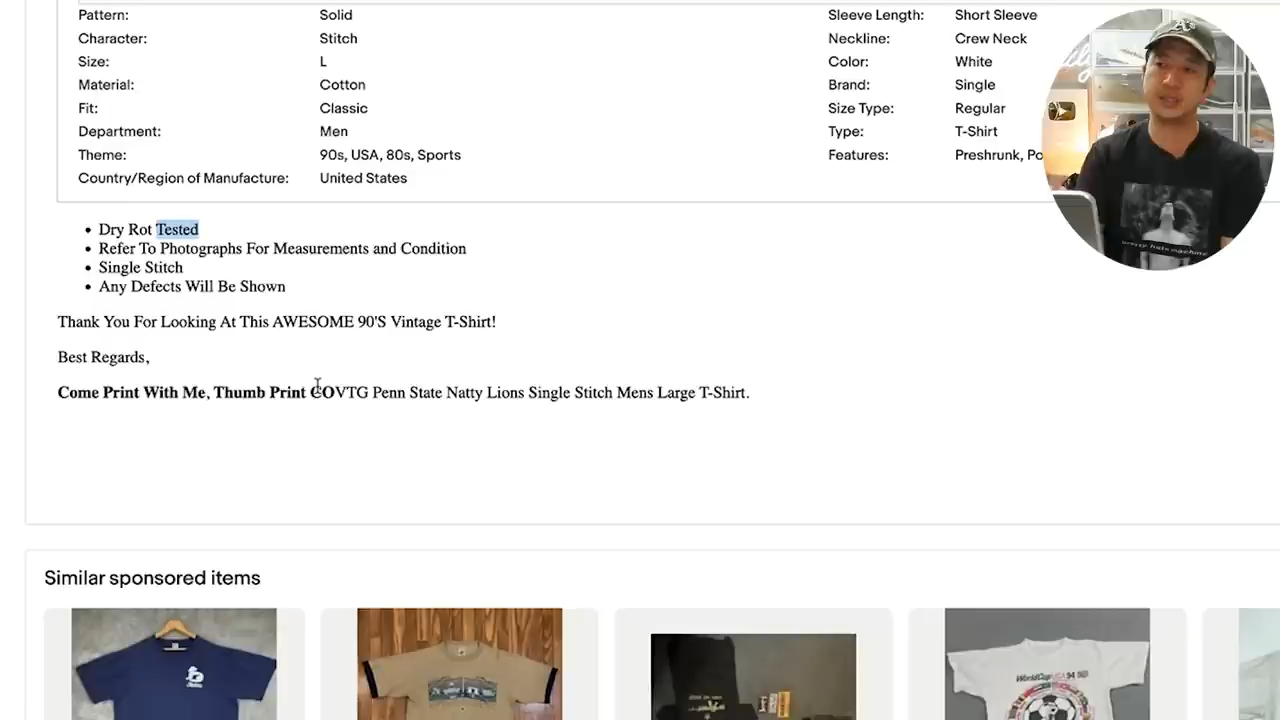 Pattern: Solid Sleeve Length: Short Sleeve
Character: Stitch Neckline: Crew Neck
Size: L Color: White
Material: Cotton Brand: Single
Fit: Classic Size Type: Regular
Department: Men Type: T-Shirt
Theme: 90s, USA, 80s, Sports Features: Preshrunk, Po
Country/Region of Manufacture: United States
Dry Rot Tested
Refer To Photographs For Measurements and Condition
Single Stitch
Any Defects Will Be Shown
Thank You For Looking At This AWESOME 90'S Vintage T-Shirt!
Best Regards,
Come Print With Me, Thumb Print COVTG Penn State Natty Lions Single Stitch Mens Large T-Shirt.
Similar sponsored items
WorldCup USA 94